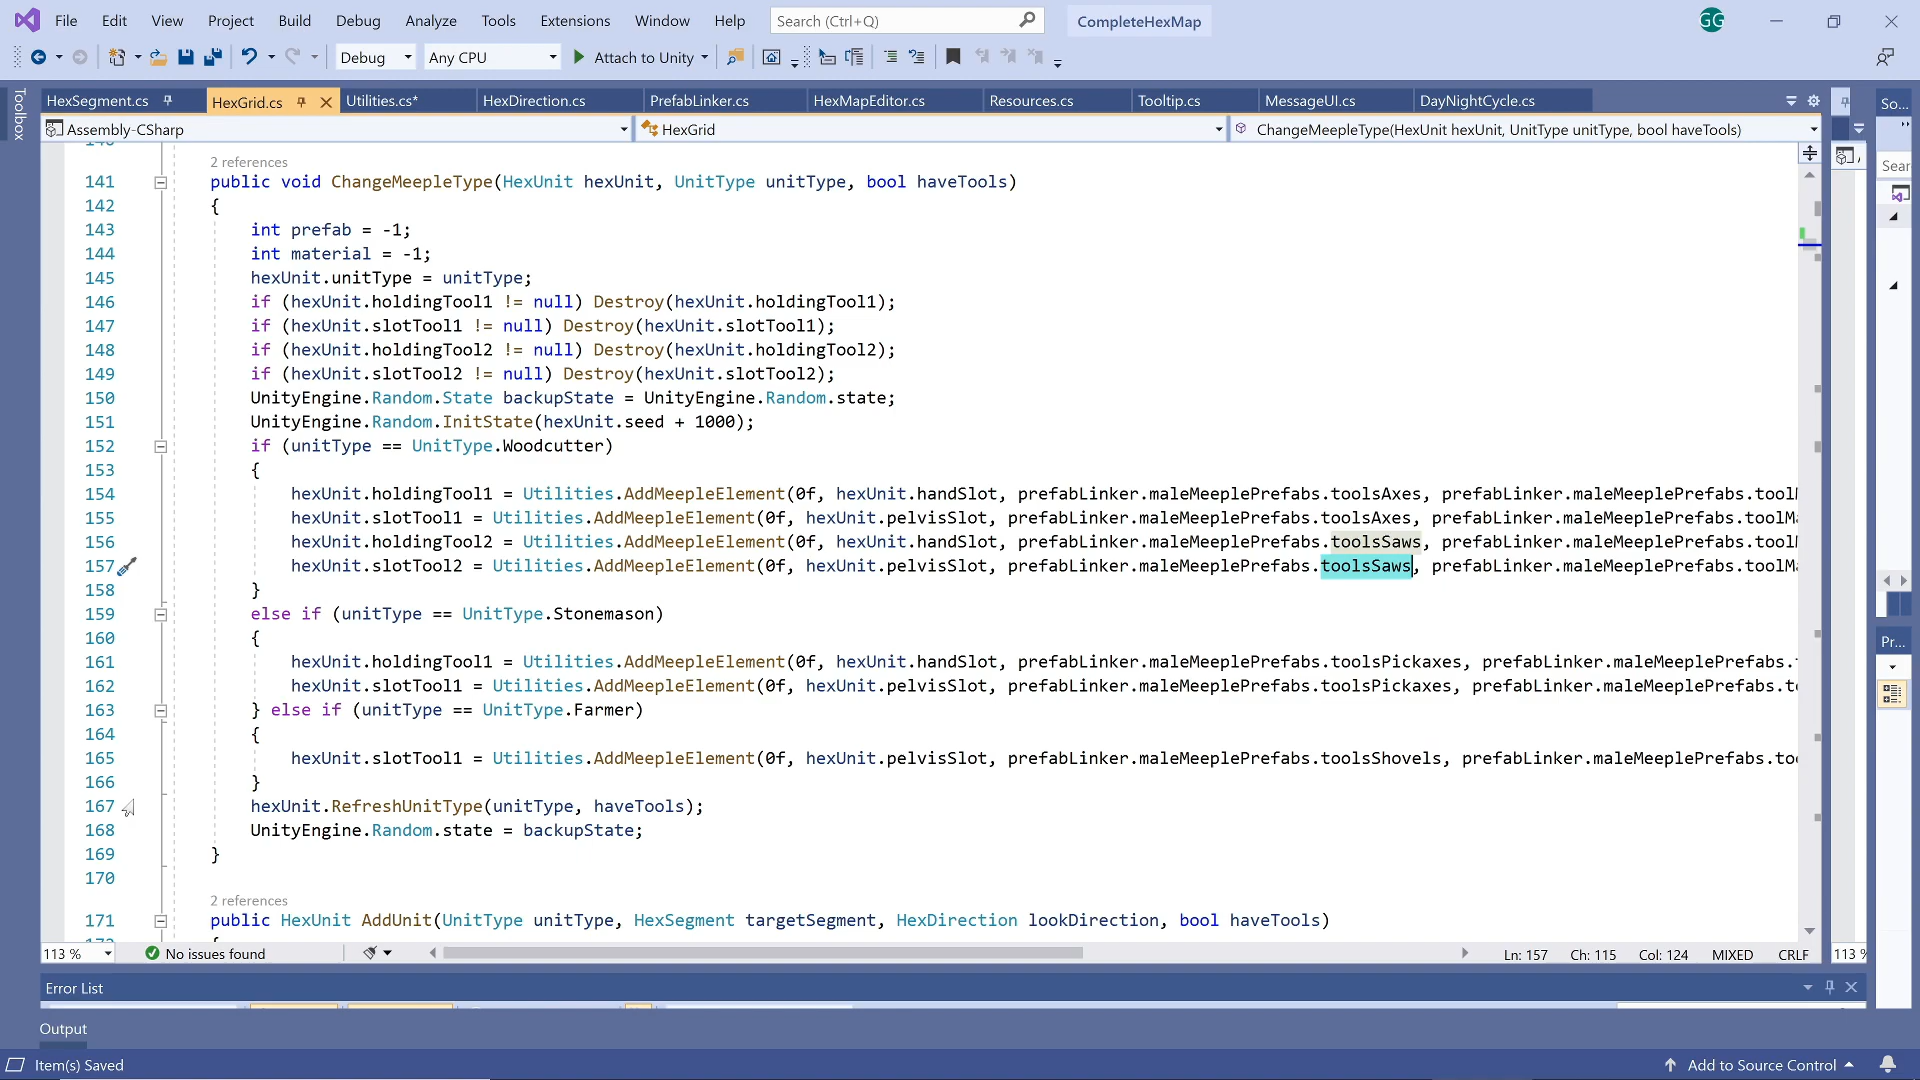 File Edit View Project Build Debug Analyze Tools Extensions Window Help Search (Ctrl+Q) CompleteHexMap GG
Debug Any CPU Attach to Unity
Toolbox
HexSegment.cs HexGrid.cs Utilities.cs* HexDirection.cs PrefabLinker.cs HexMapEditor.cs Resources.cs Tooltip.cs MessageUI.cs DayNightCycle.cs So...
Assembly-CSharp HexGrid ChangeMeepleType(HexUnit hexUnit, UnitType unitType, bool haveTools)
Sear
2 references
141 public void ChangeMeepleType(HexUnit hexUnit, UnitType unitType, bool haveTools)
142 {
143 int prefab = -1;
144 int material = -1;
145 hexUnit.unitType = unitType;
146 if (hexUnit.holdingTool1 != null) Destroy(hexUnit.holdingTool1);
147 if (hexUnit.slotTool1 != null) Destroy(hexUnit.slotTool1);
148 if (hexUnit.holdingTool2 != null) Destroy(hexUnit.holdingTool2);
149 if (hexUnit.slotTool2 != null) Destroy(hexUnit.slotTool2);
150 UnityEngine.Random.State backupState = UnityEngine.Random.state;
151 UnityEngine.Random.InitState(hexUnit.seed + 1000);
152 if (unitType == UnitType.Woodcutter)
153 {
154 hexUnit.holdingTool1 = Utilities.AddMeepleElement(0f, hexUnit.handSlot, prefabLinker.maleMeeplePrefabs.toolsAxes, prefabLinker.maleMeeplePrefabs.toolM
155 hexUnit.slotTool1 = Utilities.AddMeepleElement(0f, hexUnit.pelvisSlot, prefabLinker.maleMeeplePrefabs.toolsAxes, prefabLinker.maleMeeplePrefabs.toolMa
156 hexUnit.holdingTool2 = Utilities.AddMeepleElement(0f, hexUnit.handSlot, prefabLinker.maleMeeplePrefabs.toolsSaws, prefabLinker.maleMeeplePrefabs.toolM
157 hexUnit.slotTool2 = Utilities.AddMeepleElement(0f, hexUnit.pelvisSlot, prefabLinker.maleMeeplePrefabs.toolsSaws, prefabLinker.maleMeeplePrefabs.toolMa
158 }
159 else if (unitType == UnitType.Stonemason)
160 {
161 hexUnit.holdingTool1 = Utilities.AddMeepleElement(0f, hexUnit.handSlot, prefabLinker.maleMeeplePrefabs.toolsPickaxes, prefabLinker.maleMeeplePrefabs.
162 hexUnit.slotTool1 = Utilities.AddMeepleElement(0f, hexUnit.pelvisSlot, prefabLinker.maleMeeplePrefabs.toolsPickaxes, prefabLinker.maleMeeplePrefabs.to
163 } else if (unitType == UnitType.Farmer)
164 {
165 hexUnit.slotTool1 = Utilities.AddMeepleElement(0f, hexUnit.pelvisSlot, prefabLinker.maleMeeplePrefabs.toolsShovels, prefabLinker.maleMeeplePrefabs.too
166 }
167 hexUnit.RefreshUnitType(unitType, haveTools);
168 UnityEngine.Random.state = backupState;
169 }
170
2 references
171 public HexUnit AddUnit(UnitType unitType, HexSegment targetSegment, HexDirection lookDirection, bool haveTools)
Pr...
113 % No issues found Ln: 157 Ch: 115 Col: 124 MIXED CRLF 113 %
Error List
Output
Item(s) Saved Add to Source Control